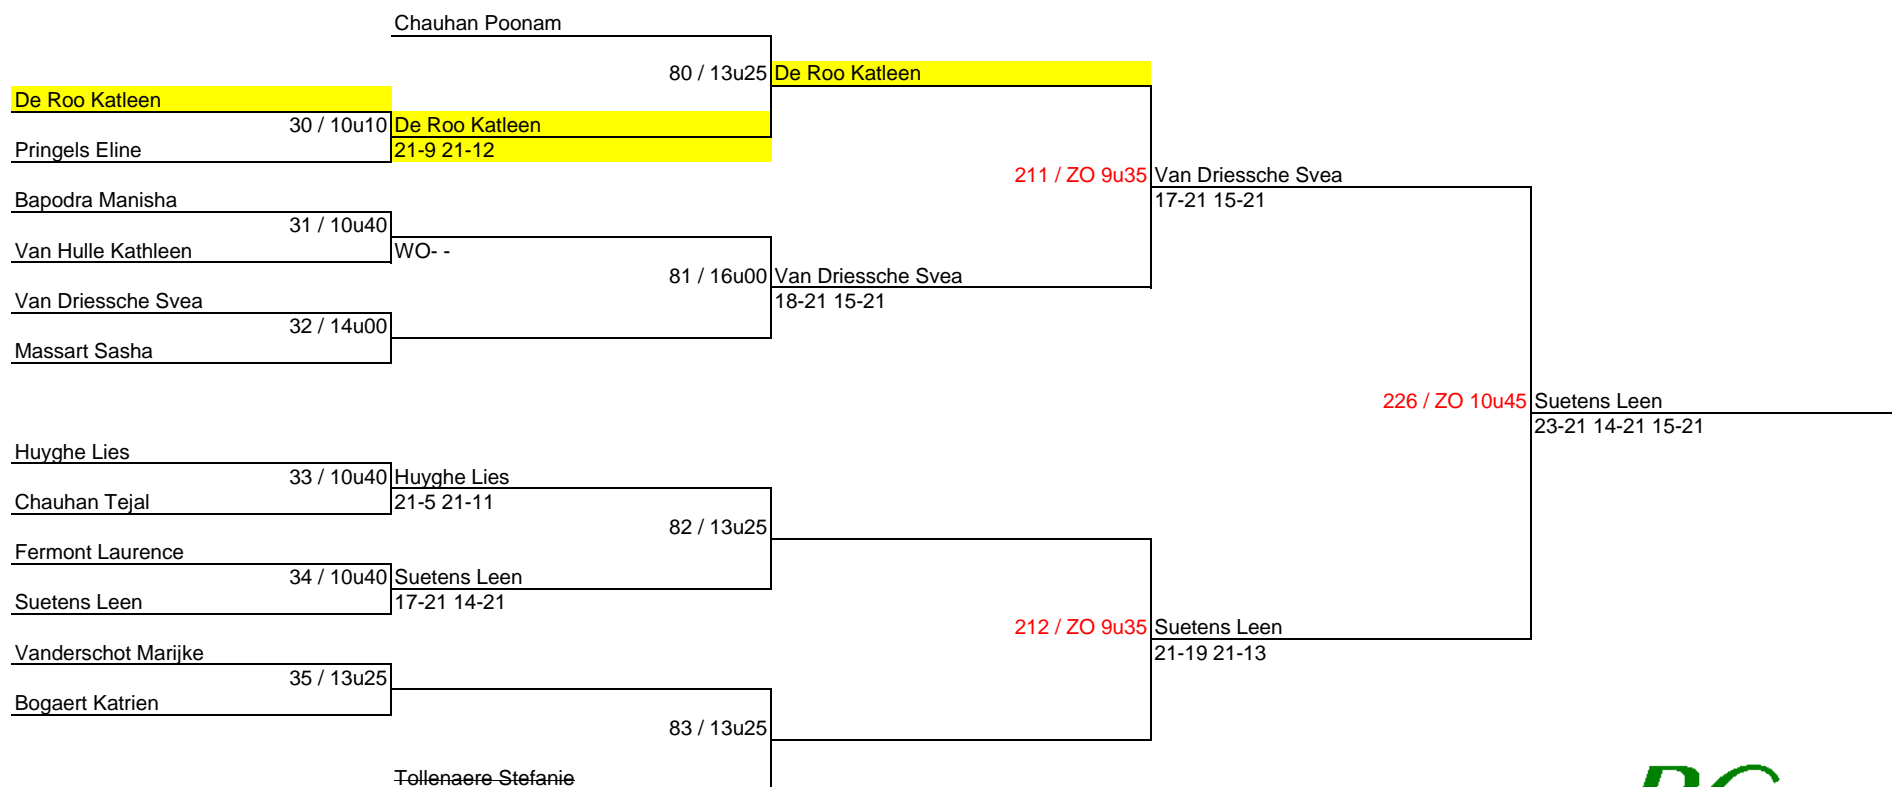 Chauhan Poonam
80 / 13u25 De Roo Katleen
De Roo Katleen
30 / 10u10 De Roo Katleen
Pringels Eline 21-9 21-12
211 / ZO 9u35 Van Driessche Svea
Bapodra Manisha 17-21 15-21
31 / 10u40
Van Hulle Kathleen WO- -
81 / 16u00 Van Driessche Svea
Van Driessche Svea 18-21 15-21
32 / 14u00
Massart Sasha
226 / ZO 10u45 Suetens Leen
23-21 14-21 15-21
Huyghe Lies
33 / 10u40 Huyghe Lies
Chauhan Tejal 21-5 21-11
82 / 13u25
Fermont Laurence
34 / 10u40 Suetens Leen
Suetens Leen 17-21 14-21
212 / ZO 9u35 Suetens Leen
Vanderschot Marijke 21-19 21-13
35 / 13u25
Bogaert Katrien
83 / 13u25
Tollenaere Stefanie